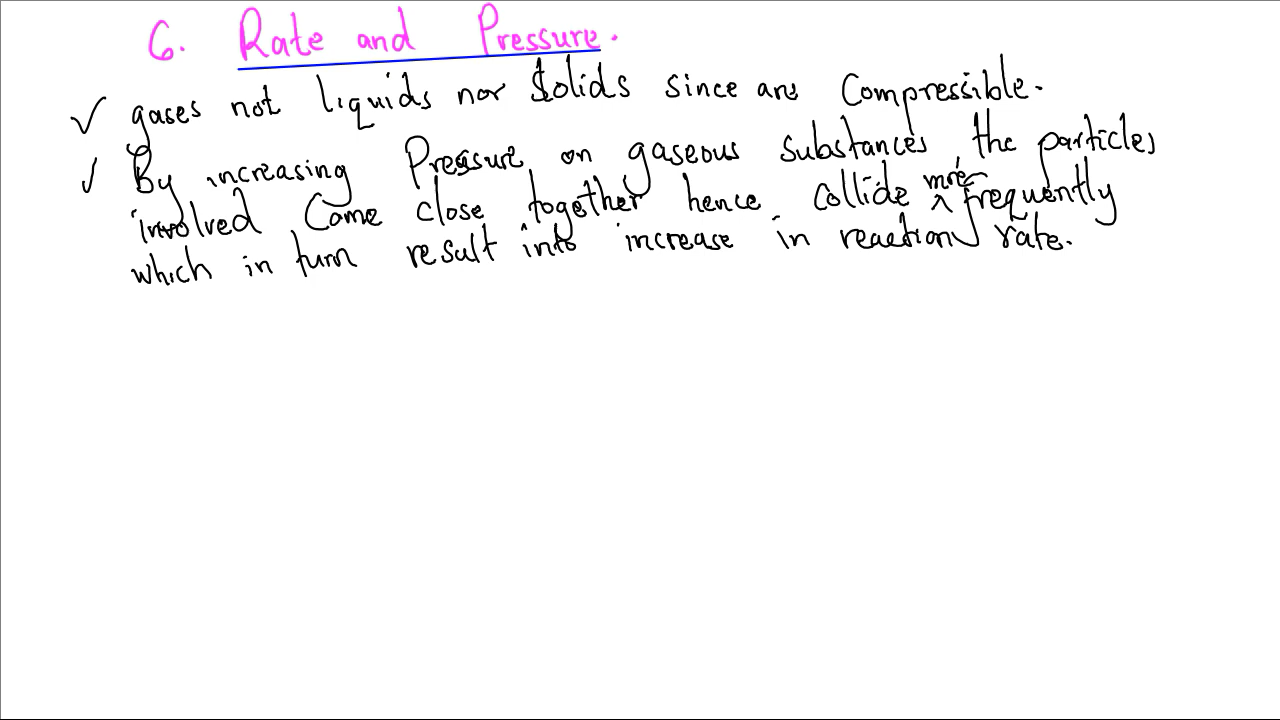 6. Rate and Pressure.
✓ gases not liquids nor Solids since are Compressible.
✓ By increasing Pressure on gaseous substances, the particles
involved Come close together hence collide ^more frequently
which in turn result into increase in reaction rate.